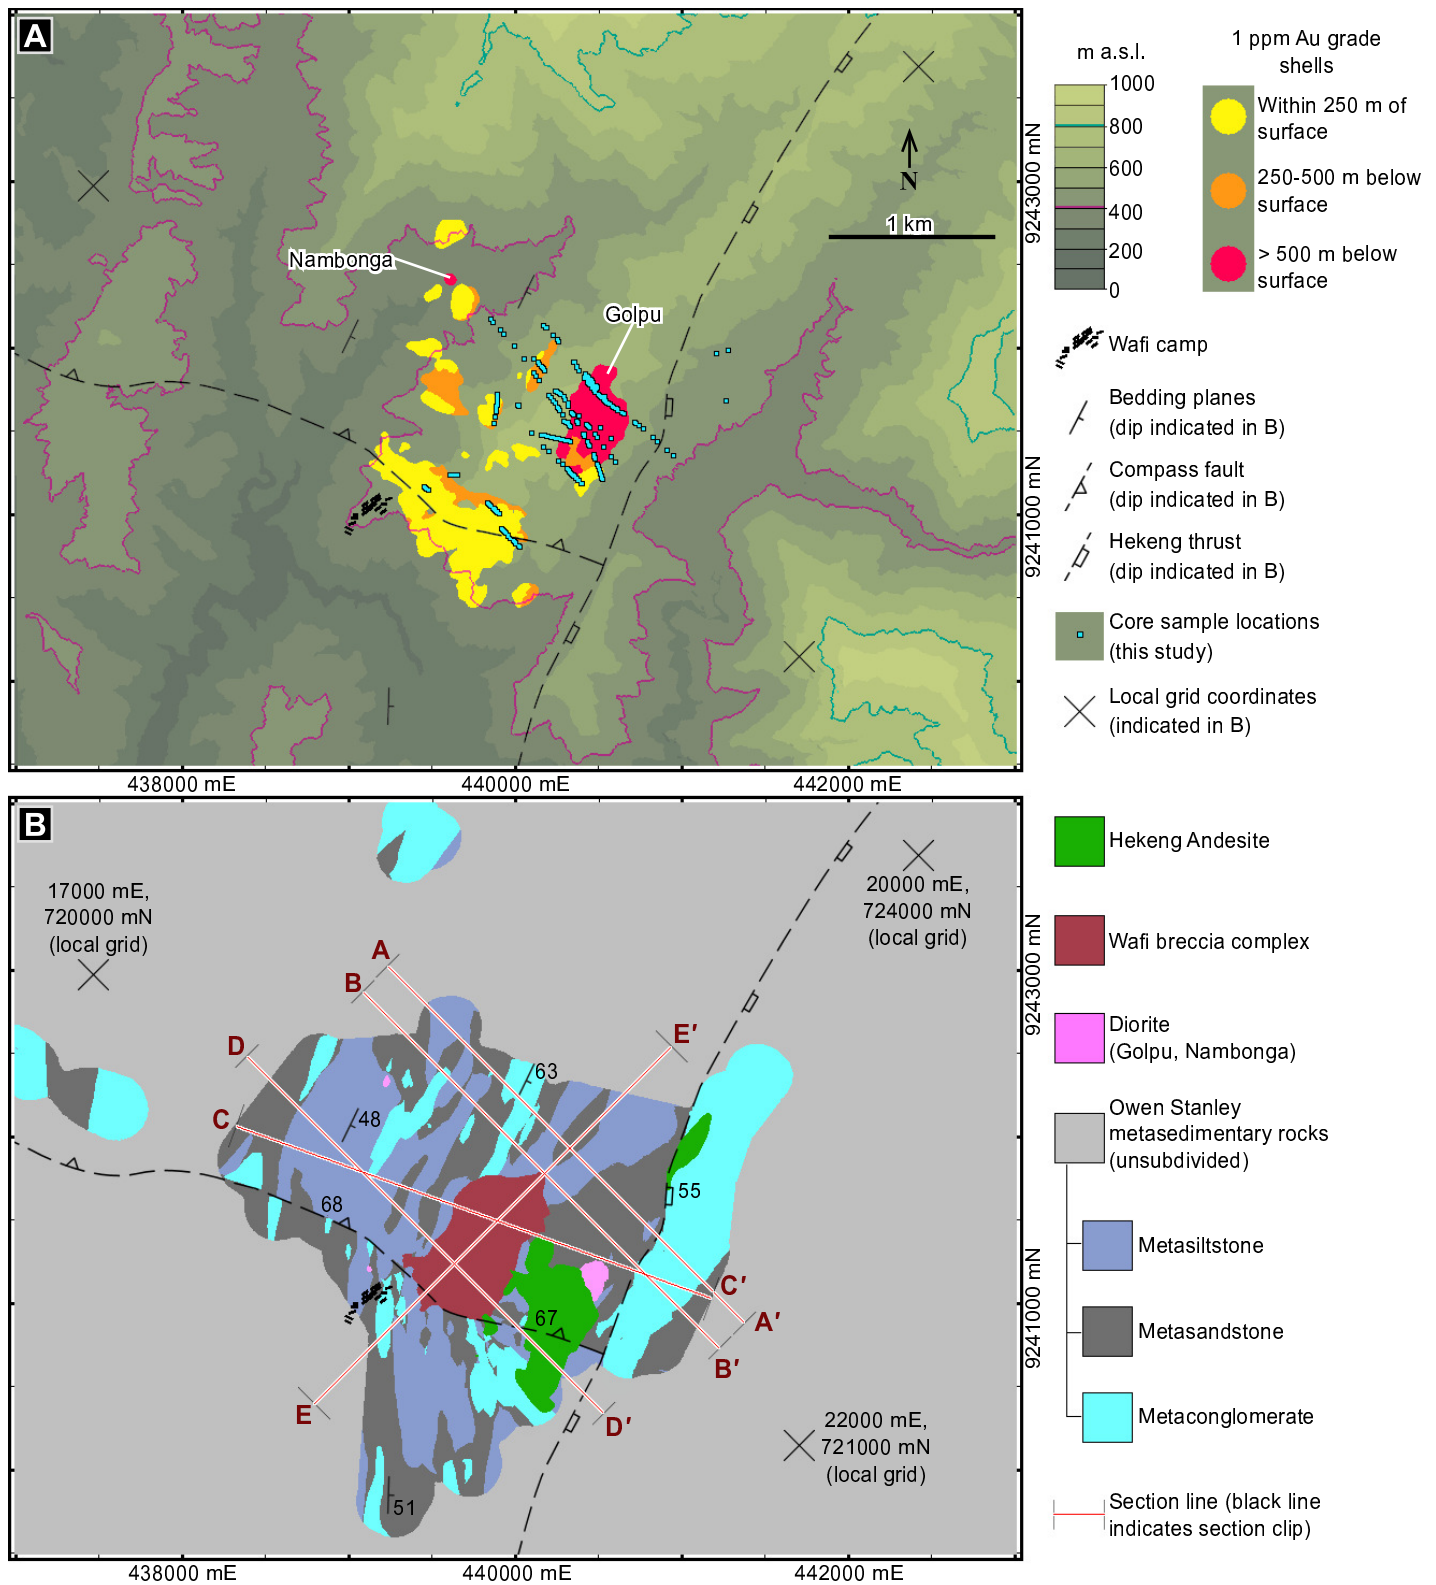 A
Nambonga
Golpu
N
1 km
9243000 mN
9241000 mN
438000 mE
440000 mE
442000 mE
m a.s.l.
1000
800
600
400
200
0
1 ppm Au grade
shells
Within 250 m of
surface
250-500 m below
surface
> 500 m below
surface
Wafi camp
Bedding planes
(dip indicated in B)
Compass fault
(dip indicated in B)
Hekeng thrust
(dip indicated in B)
Core sample locations
(this study)
Local grid coordinates
(indicated in B)
B
17000 mE,
720000 mN
(local grid)
20000 mE,
724000 mN
(local grid)
A
B
D
E′
C
63
48
68
55
67
C′
A′
B′
E
D′
51
22000 mE,
721000 mN
(local grid)
9243000 mN
9241000 mN
438000 mE
440000 mE
442000 mE
Hekeng Andesite
Wafi breccia complex
Diorite
(Golpu, Nambonga)
Owen Stanley
metasedimentary rocks
(unsubdivided)
Metasiltstone
Metasandstone
Metaconglomerate
Section line (black line
indicates section clip)